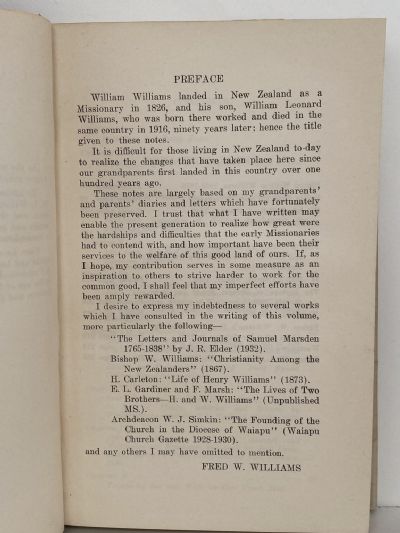 PREFACE
William Williams landed in New Zealand as a
Missionary in 1826, and his son, William Leonard
Williams, who was born there worked and died in the
same country in 1916, ninety years later; hence the title
given to these notes.
It is difficult for those living in New Zealand to-day
to realize the changes that have taken place here since
our grandparents first landed in this country over one
hundred years ago.
These notes are largely based on my grandparents'
and parents' diaries and letters which have fortunately
been preserved. I trust that what I have written may
enable the present generation to realize how great were
the hardships and difficulties that the early Missionaries
had to contend with, and how important have been their
services to the welfare of this good land of ours. If, as
I hope, my contribution serves in some measure as an
inspiration to others to strive harder to work for the
common good, I shall feel that my imperfect efforts have
been amply rewarded.
I desire to express my indebtedness to several works
which I have consulted in the writing of this volume,
more particularly the following—
"The Letters and Journals of Samuel Marsden
1765-1838" by J. R. Elder (1932).
Bishop W. Williams: "Christianity Among the
New Zealanders" (1867).
H. Carleton: "Life of Henry Williams" (1873).
E. L. Gardiner and F. Marsh: "The Lives of Two
Brothers—H. and W. Williams" (Unpublished
MS.).
Archdeacon W. J. Simkin: "The Founding of the
Church in the Diocese of Waiapu" (Waiapu
Church Gazette 1928-1930).
and any others I may have omitted to mention.
FRED W. WILLIAMS